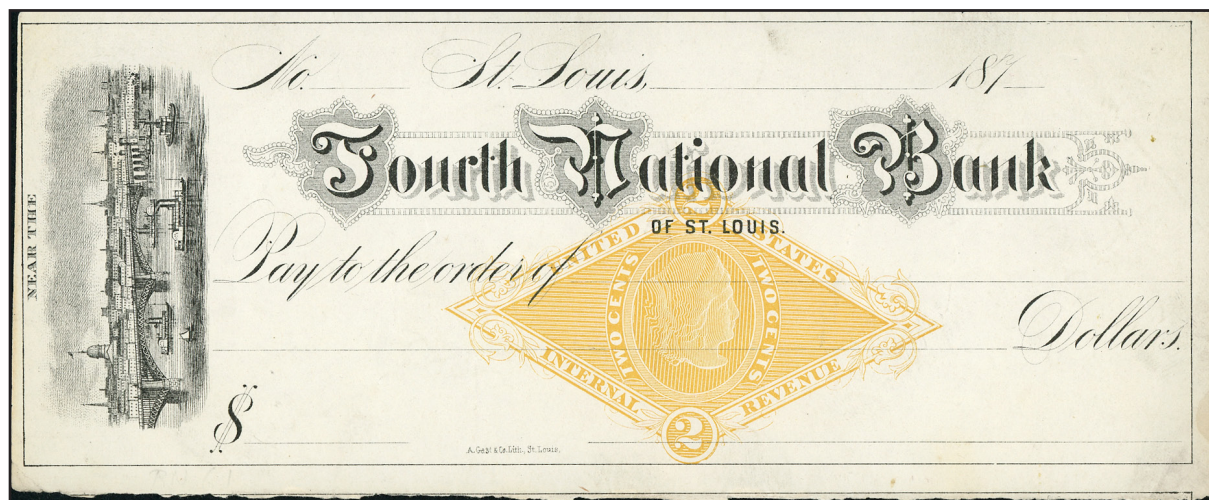 No. St. Louis, 187
Fourth National Bank
OF ST. LOUIS.
Pay to the order of
Dollars.
$
NEAR THE
2
UNITED STATES
TWO CENTS
TWO CENTS
INTERNAL REVENUE
2
A. Gast & Co. Lith., St. Louis.